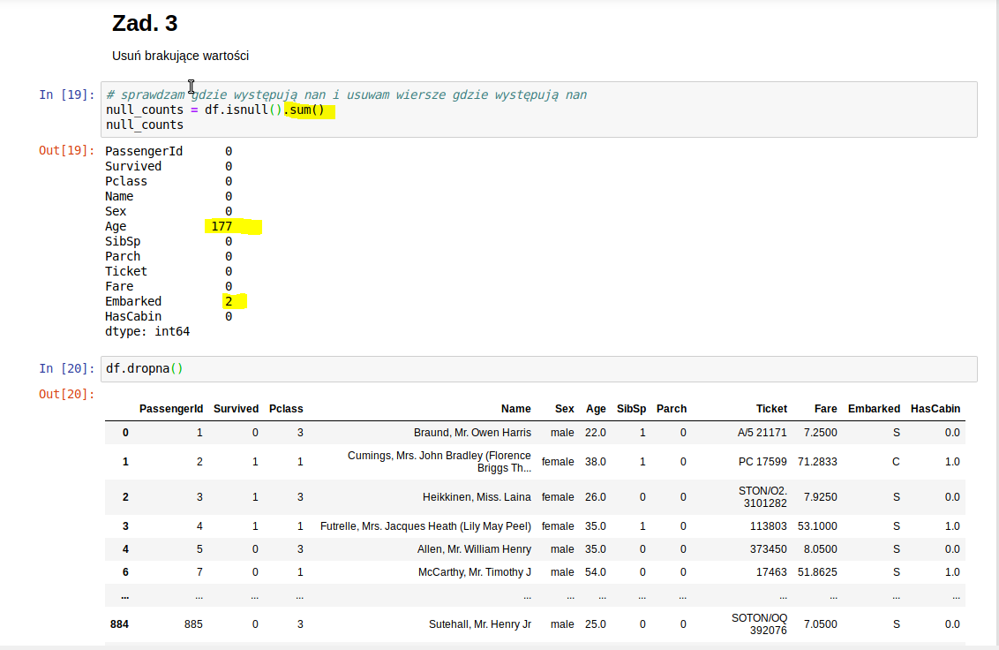 Zad. 3
Usuń brakujące wartości
In [19]: # sprawdzam gdzie występują nan i usuwam wiersze gdzie występują nan
null_counts = df.isnull().sum()
null_counts
Out[19]: PassengerId 0
Survived 0
Pclass 0
Name 0
Sex 0
Age 177
SibSp 0
Parch 0
Ticket 0
Fare 0
Embarked 2
HasCabin 0
dtype: int64
In [20]: df.dropna()
Out[20]:
PassengerId Survived Pclass Name Sex Age SibSp Parch Ticket Fare Embarked HasCabin
0 1 0 3 Braund, Mr. Owen Harris male 22.0 1 0 A/5 21171 7.2500 S 0.0
1 2 1 1 Cumings, Mrs. John Bradley (Florence
Briggs Th... female 38.0 1 0 PC 17599 71.2833 C 1.0
2 3 1 3 Heikkinen, Miss. Laina female 26.0 0 0 STON/O2.
3101282 7.9250 S 0.0
3 4 1 1 Futrelle, Mrs. Jacques Heath (Lily May Peel) female 35.0 1 0 113803 53.1000 S 1.0
4 5 0 3 Allen, Mr. William Henry male 35.0 0 0 373450 8.0500 S 0.0
6 7 0 1 McCarthy, Mr. Timothy J male 54.0 0 0 17463 51.8625 S 1.0
... ... ... ... ... ... ... ... ... ... ... ... ...
884 885 0 3 Sutehall, Mr. Henry Jr male 25.0 0 0 SOTON/OQ
392076 7.0500 S 0.0